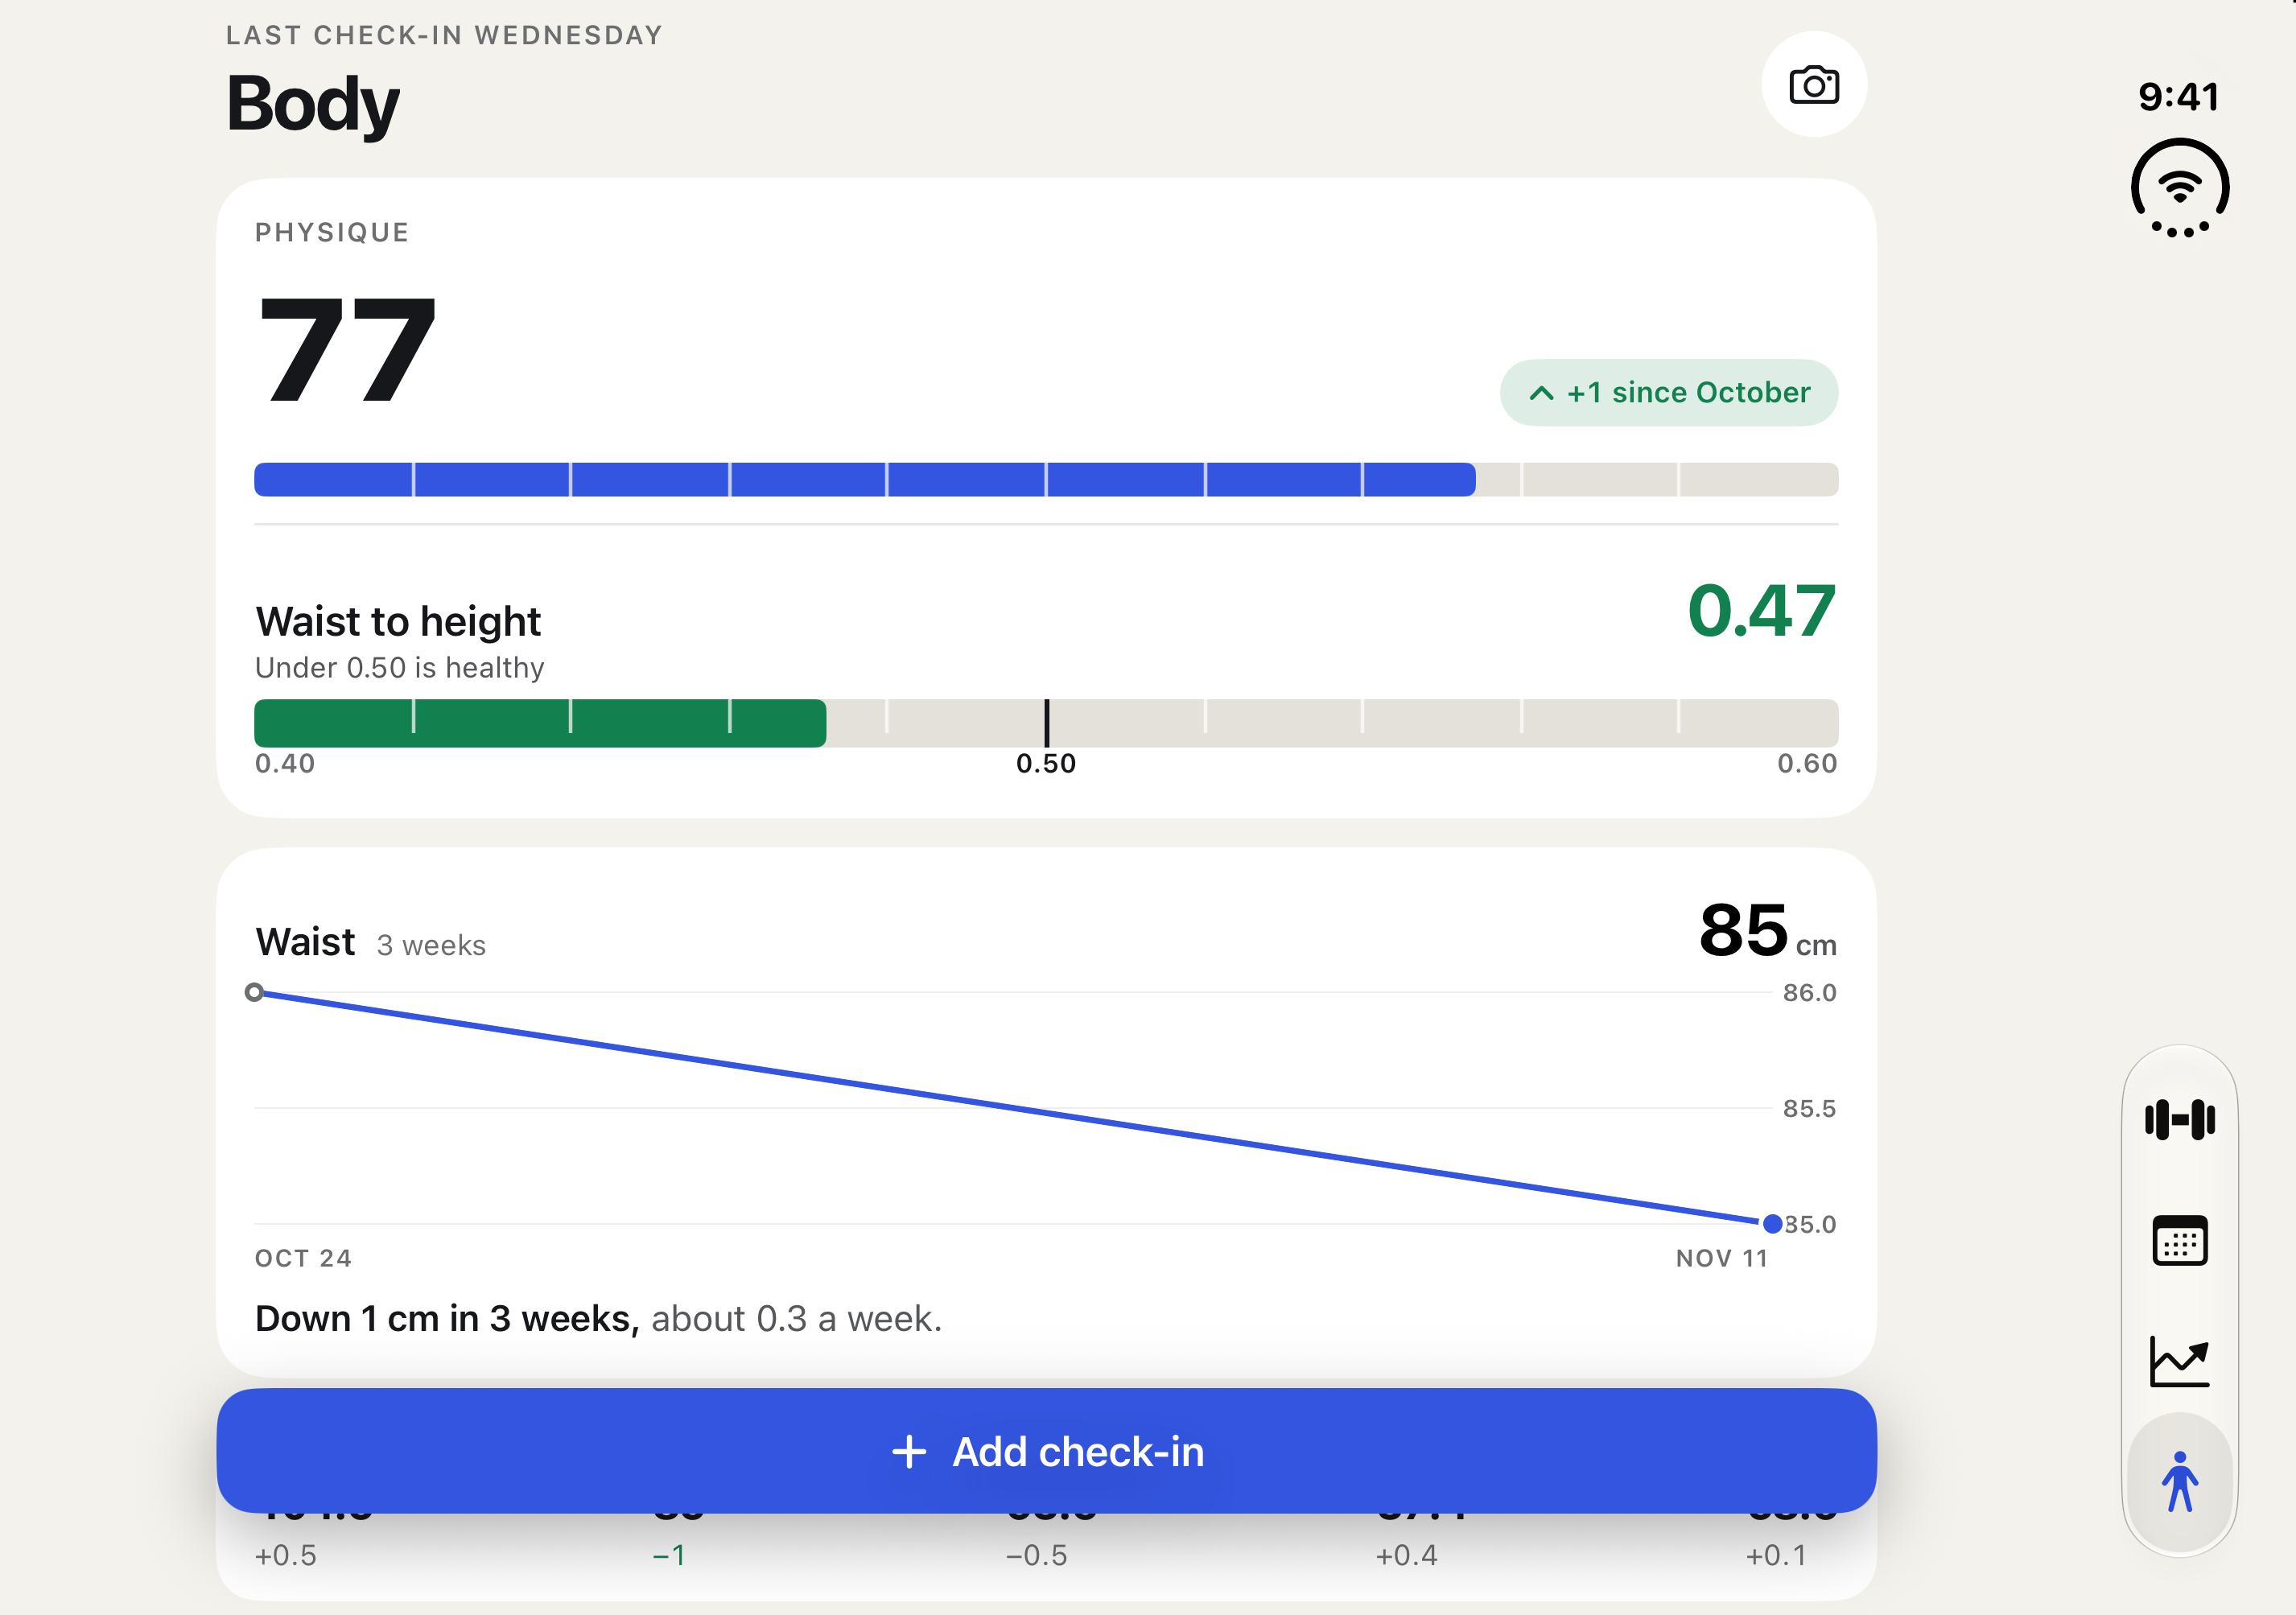 LAST CHECK-IN WEDNESDAY
Body
9:41
PHYSIQUE
77
+1 since October
Waist to height
0.47
Under 0.50 is healthy
0.40
0.50
0.60
Waist 3 weeks
85 cm
86.0
85.5
85.0
OCT 24
NOV 11
Down 1 cm in 3 weeks, about 0.3 a week.
+ Add check-in
+0.5
−1
−0.5
+0.4
+0.1